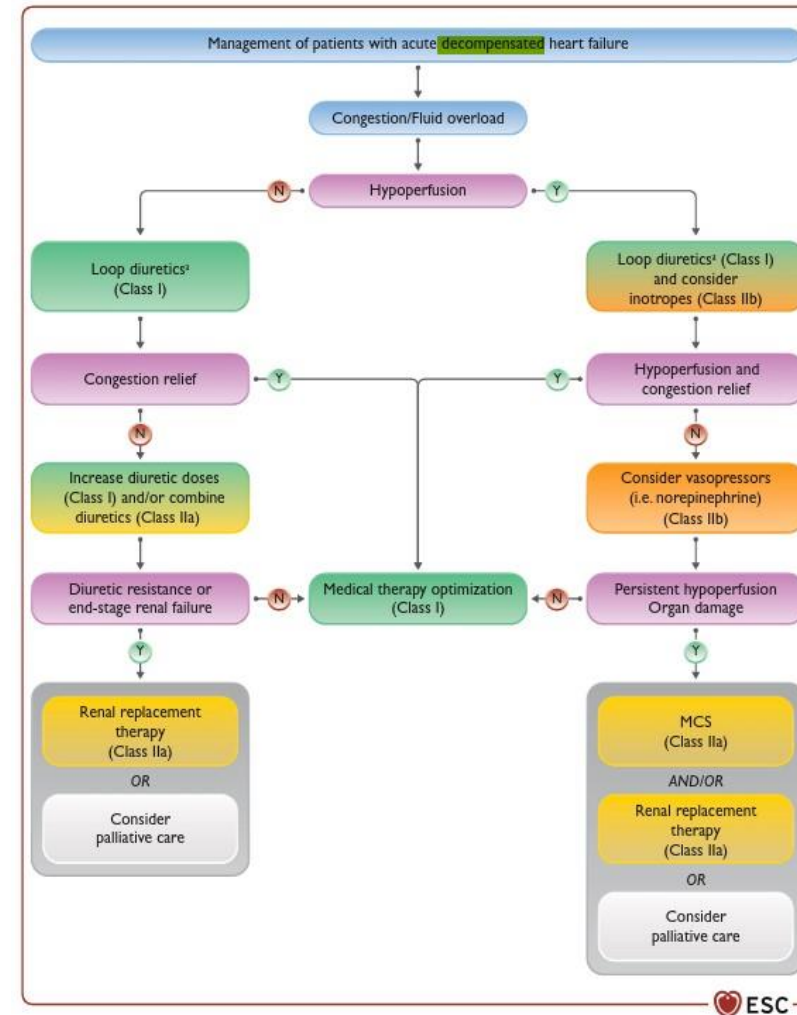 Management of patients with acute decompensated heart failure
Congestion/Fluid overload
N
Hypoperfusion
Y
Loop diureticsª
(Class I)
Loop diureticsª (Class I)
and consider
inotropes (Class IIb)
Congestion relief
Y
Y
Hypoperfusion and
congestion relief
N
N
Increase diuretic doses
(Class I) and/or combine
diuretics (Class IIa)
Consider vasopressors
(i.e. norepinephrine)
(Class IIb)
Diuretic resistance or
end-stage renal failure
N
Medical therapy optimization
(Class I)
N
Persistent hypoperfusion
Organ damage
Y
Y
Renal replacement
therapy
(Class IIa)
OR
Consider
palliative care
MCS
(Class IIa)
AND/OR
Renal replacement
therapy
(Class IIa)
OR
Consider
palliative care
ESC